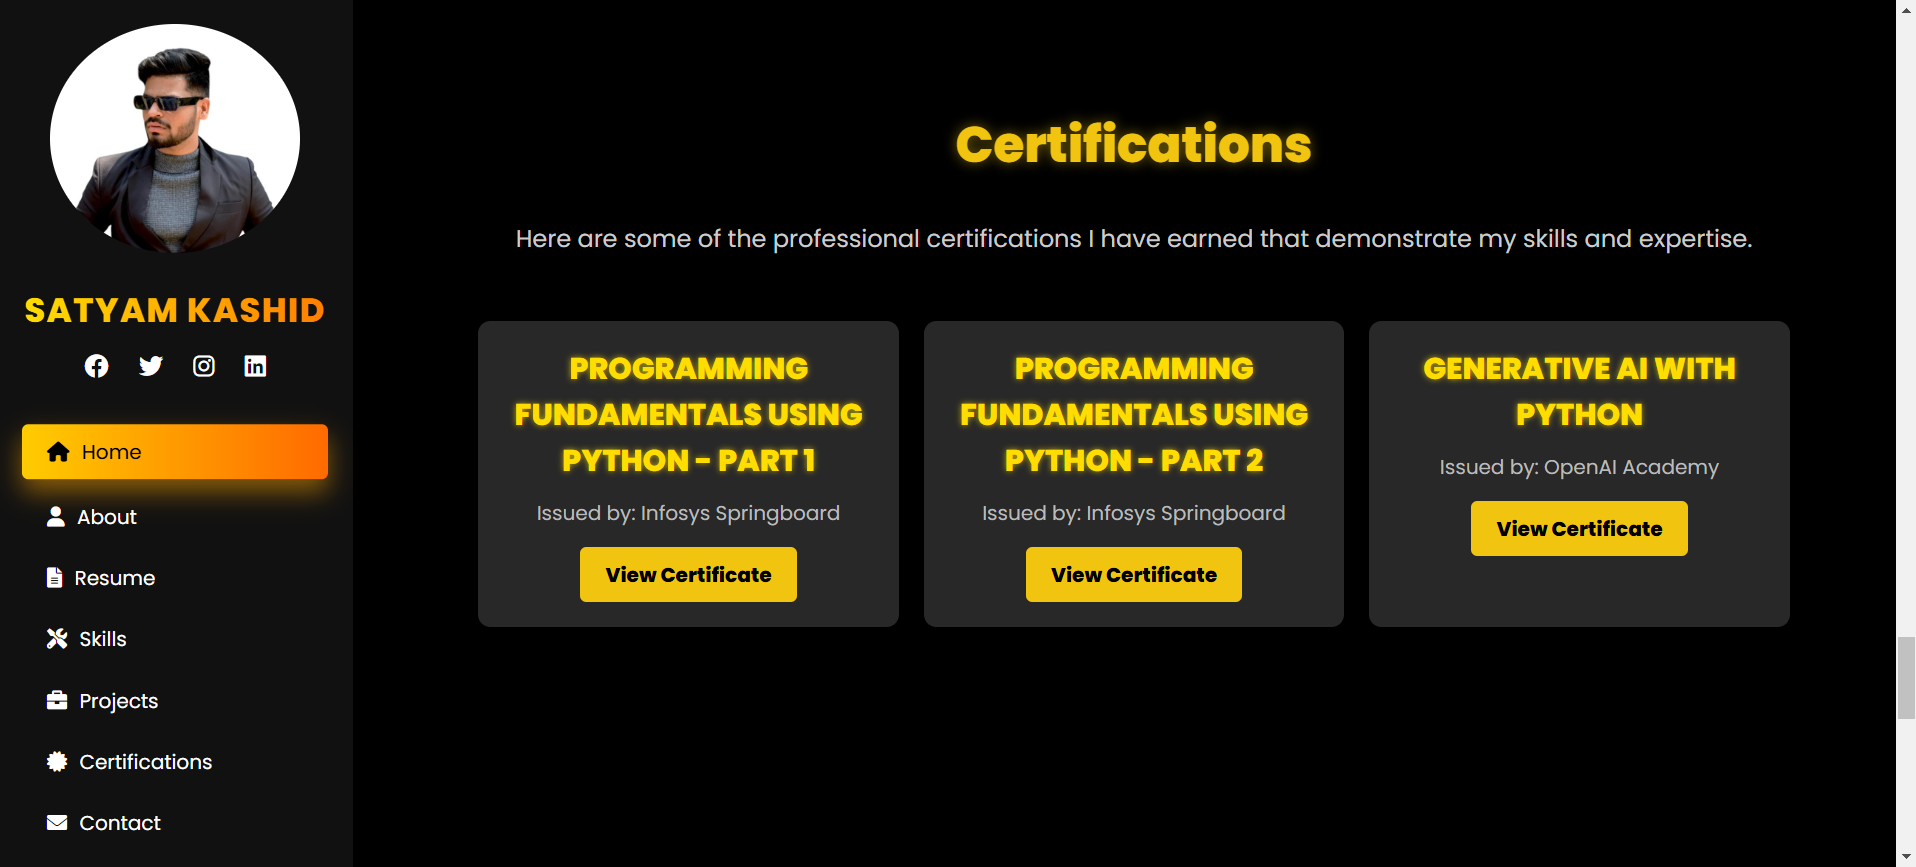 SATYAM KASHID
Home
About
Resume
Skills
Projects
Certifications
Contact
Certifications
Here are some of the professional certifications I have earned that demonstrate my skills and expertise.
PROGRAMMING
FUNDAMENTALS USING
PYTHON - PART 1
Issued by: Infosys Springboard
View Certificate
PROGRAMMING
FUNDAMENTALS USING
PYTHON - PART 2
Issued by: Infosys Springboard
View Certificate
GENERATIVE AI WITH
PYTHON
Issued by: OpenAI Academy
View Certificate